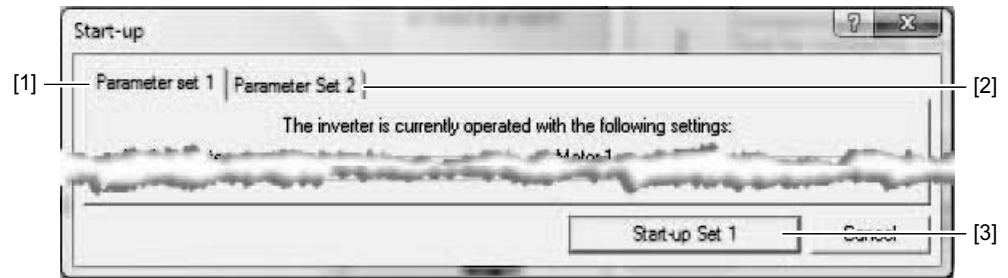 Start-up
[1]
Parameter set 1
Parameter Set 2
[2]
The inverter is currently operated with the following settings:
Motor 1
Start-up Set 1
Cancel
[3]